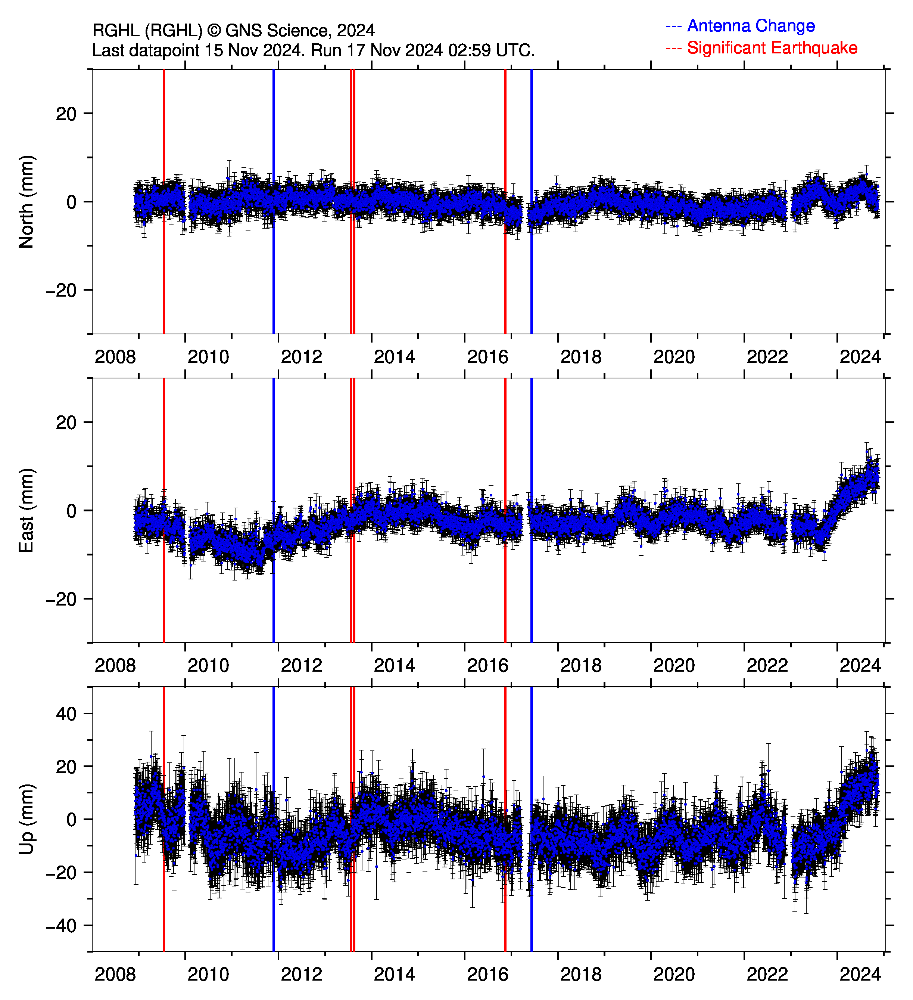 RGHL (RGHL) © GNS Science, 2024
Last datapoint 15 Nov 2024. Run 17 Nov 2024 02:59 UTC.
--- Antenna Change
--- Significant Earthquake
North (mm)
20
0
−20
2008 2010 2012 2014 2016 2018 2020 2022 2024
East (mm)
20
0
−20
2008 2010 2012 2014 2016 2018 2020 2022 2024
Up (mm)
40
20
0
−20
−40
2008 2010 2012 2014 2016 2018 2020 2022 2024